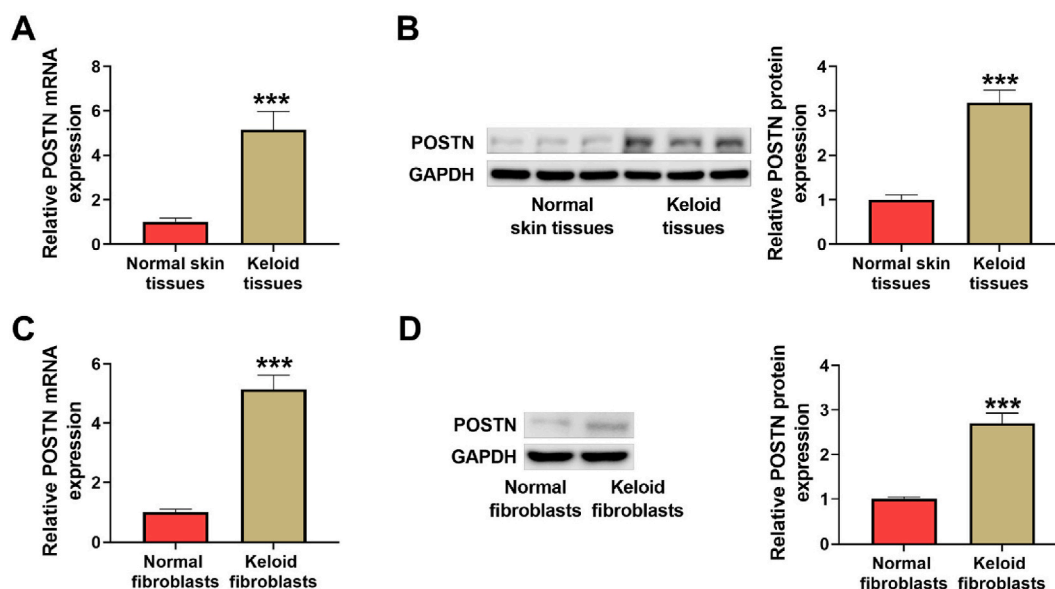 A
Relative POSTN mRNA
expression
8
6
4
2
0
***
Normal skin
tissues
Keloid
tissues
B
POSTN
GAPDH
Normal
skin tissues
Keloid
tissues
Relative POSTN protein
expression
4
3
2
1
0
***
Normal skin
tissues
Keloid
tissues
C
Relative POSTN mRNA
expression
6
4
2
0
***
Normal
fibroblasts
Keloid
fibroblasts
D
POSTN
GAPDH
Normal
fibroblasts
Keloid
fibroblasts
Relative POSTN protein
expression
4
3
2
1
0
***
Normal
fibroblasts
Keloid
fibroblasts